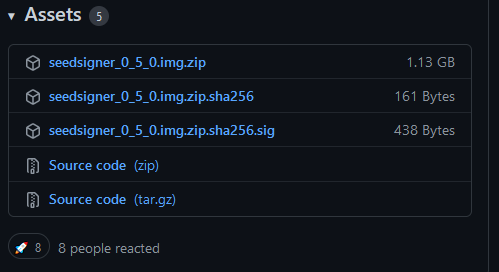 Assets 5
seedsigner_0_5_0.img.zip 1.13 GB
seedsigner_0_5_0.img.zip.sha256 161 Bytes
seedsigner_0_5_0.img.zip.sha256.sig 438 Bytes
Source code (zip)
Source code (tar.gz)
8 8 people reacted